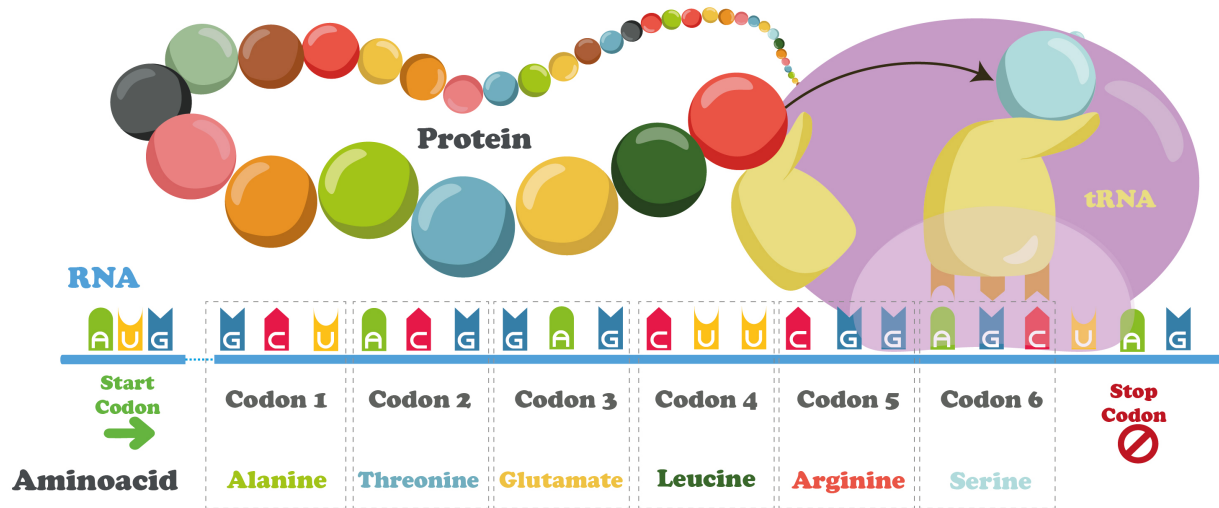 Protein
tRNA
RNA
A U G G C U A C G G A G C U U C G G A G C U A G
Start
Codon
Codon 1 Codon 2 Codon 3 Codon 4 Codon 5 Codon 6
Stop
Codon
Aminoacid Alanine Threonine Glutamate Leucine Arginine Serine